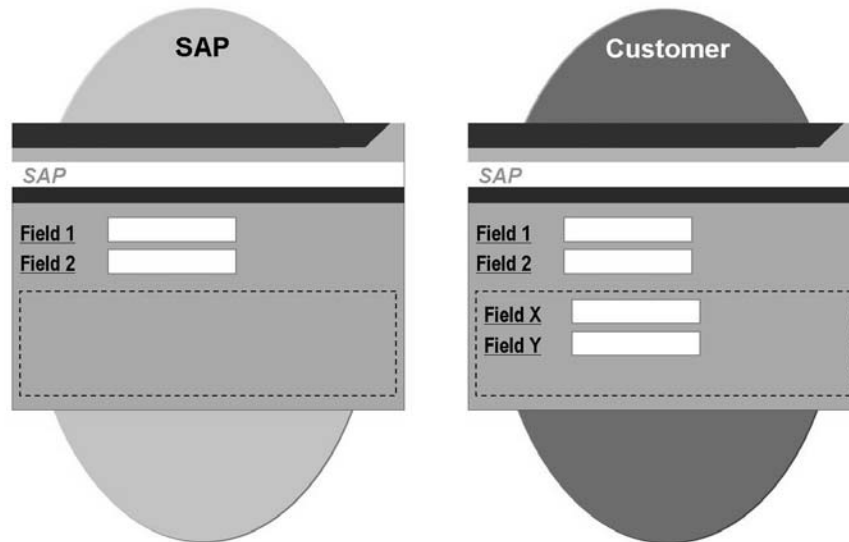 SAP
SAP
Field 1
Field 2
Customer
SAP
Field 1
Field 2
Field X
Field Y